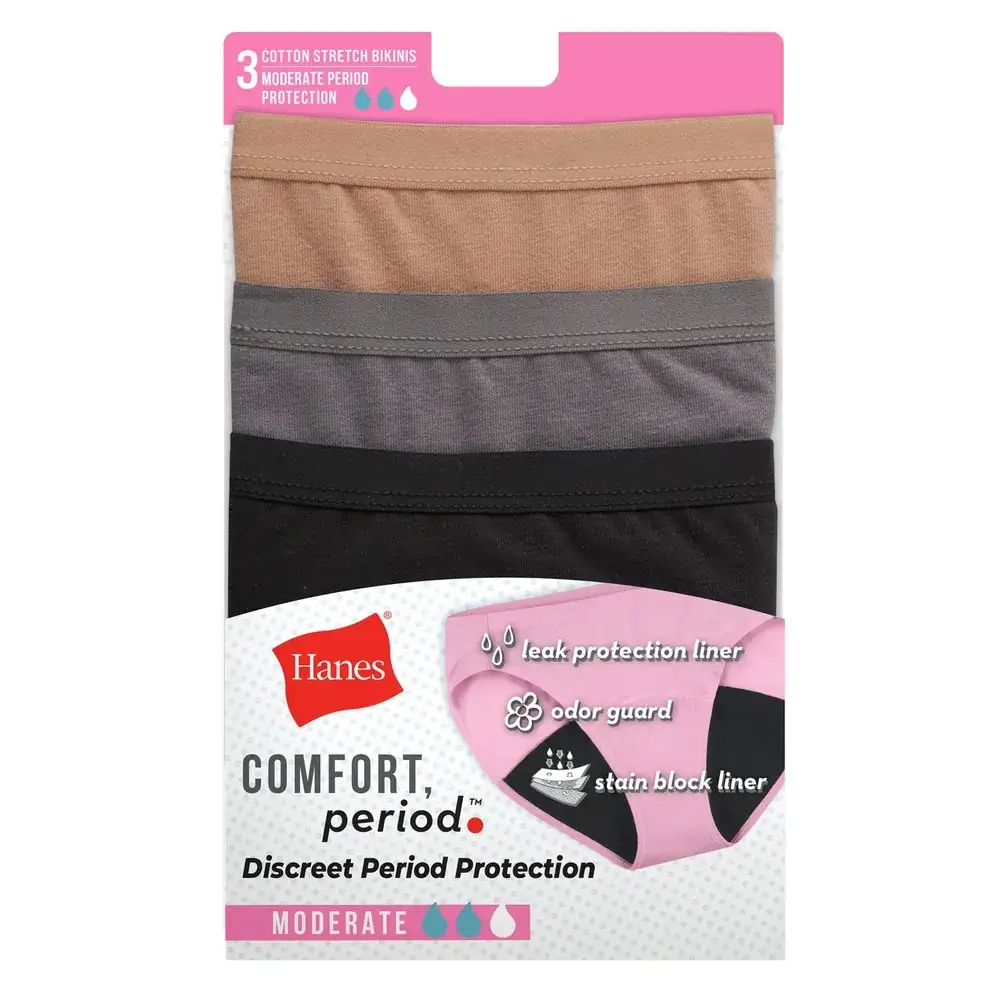 3 COTTON STRETCH BIKINIS
MODERATE PERIOD
PROTECTION
Hanes®
COMFORT,
period.™
Discreet Period Protection
MODERATE
leak protection liner
odor guard
stain block liner